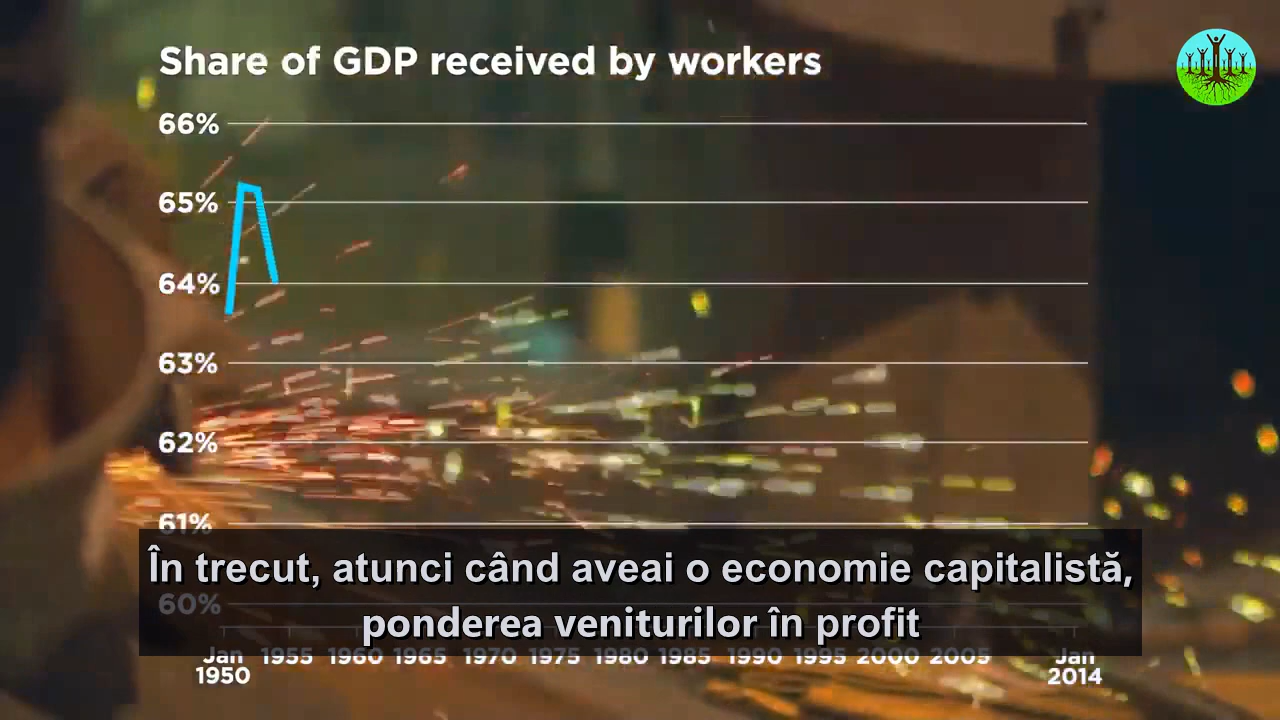 Share of GDP received by workers
66%
65%
64%
63%
62%
61%
60%
În trecut, atunci când aveai o economie capitalistă,
ponderea veniturilor în profit
Jan 1955 1960 1965 1970 1975 1980 1985 1990 1995 2000 2005 Jan
1950 2014